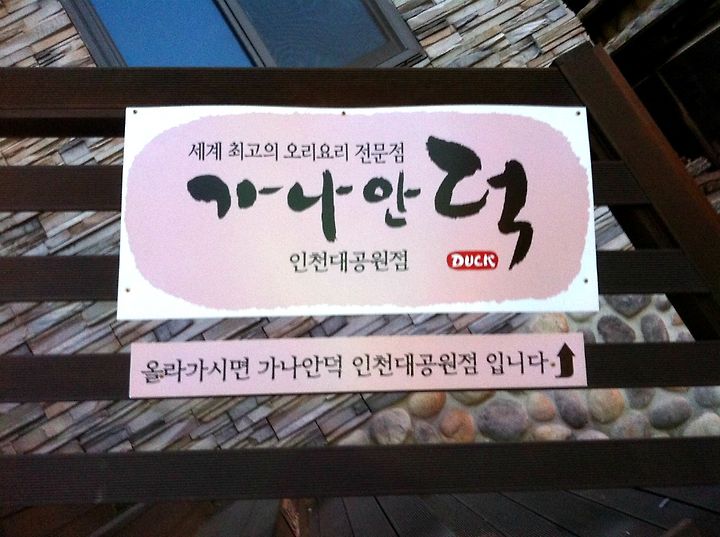 세계 최고의 오리요리 전문점
가나안덕
인천대공원점
DUCK
올라가시면 가나안덕 인천대공원점 입니다.